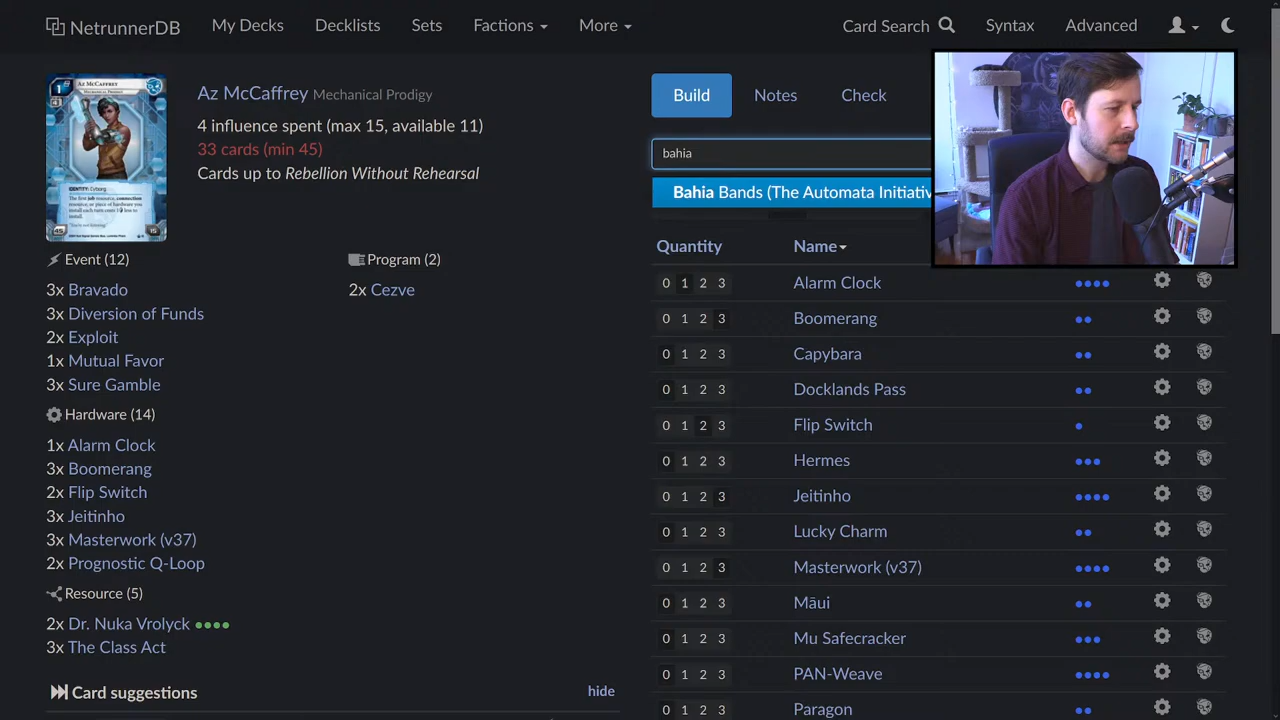 NetrunnerDB My Decks Decklists Sets Factions More Card Search Syntax Advanced
Az McCaffrey Mechanical Prodigy
4 influence spent (max 15, available 11)
33 cards (min 45)
Cards up to Rebellion Without Rehearsal
Event (12)
3x Bravado
3x Diversion of Funds
2x Exploit
1x Mutual Favor
3x Sure Gamble
Hardware (14)
1x Alarm Clock
3x Boomerang
2x Flip Switch
3x Jeitinho
3x Masterwork (v37)
2x Prognostic Q-Loop
Resource (5)
2x Dr. Nuka Vrolyck
3x The Class Act
Program (2)
2x Cezve
Card suggestions hide
Build Notes Check
bahia
Bahia Bands (The Automata Initiativ
Quantity Name
0 1 2 3 Alarm Clock
0 1 2 3 Boomerang
0 1 2 3 Capybara
0 1 2 3 Docklands Pass
0 1 2 3 Flip Switch
0 1 2 3 Hermes
0 1 2 3 Jeitinho
0 1 2 3 Lucky Charm
0 1 2 3 Masterwork (v37)
0 1 2 3 Māui
0 1 2 3 Mu Safecracker
0 1 2 3 PAN-Weave
0 1 2 3 Paragon